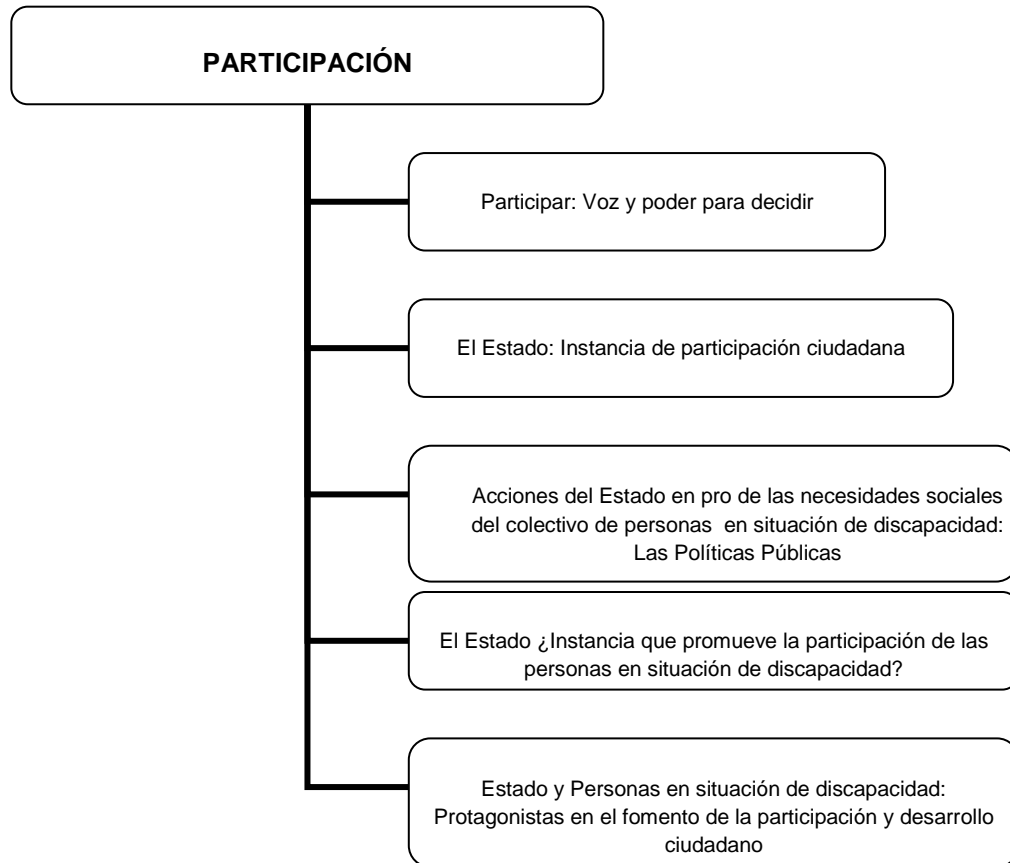 PARTICIPACIÓN
Participar: Voz y poder para decidir
El Estado: Instancia de participación ciudadana
Acciones del Estado en pro de las necesidades sociales
del colectivo de personas  en situación de discapacidad:
Las Políticas Públicas
El Estado ¿Instancia que promueve la participación de las
personas en situación de discapacidad?
Estado y Personas en situación de discapacidad:
Protagonistas en el fomento de la participación y desarrollo
ciudadano